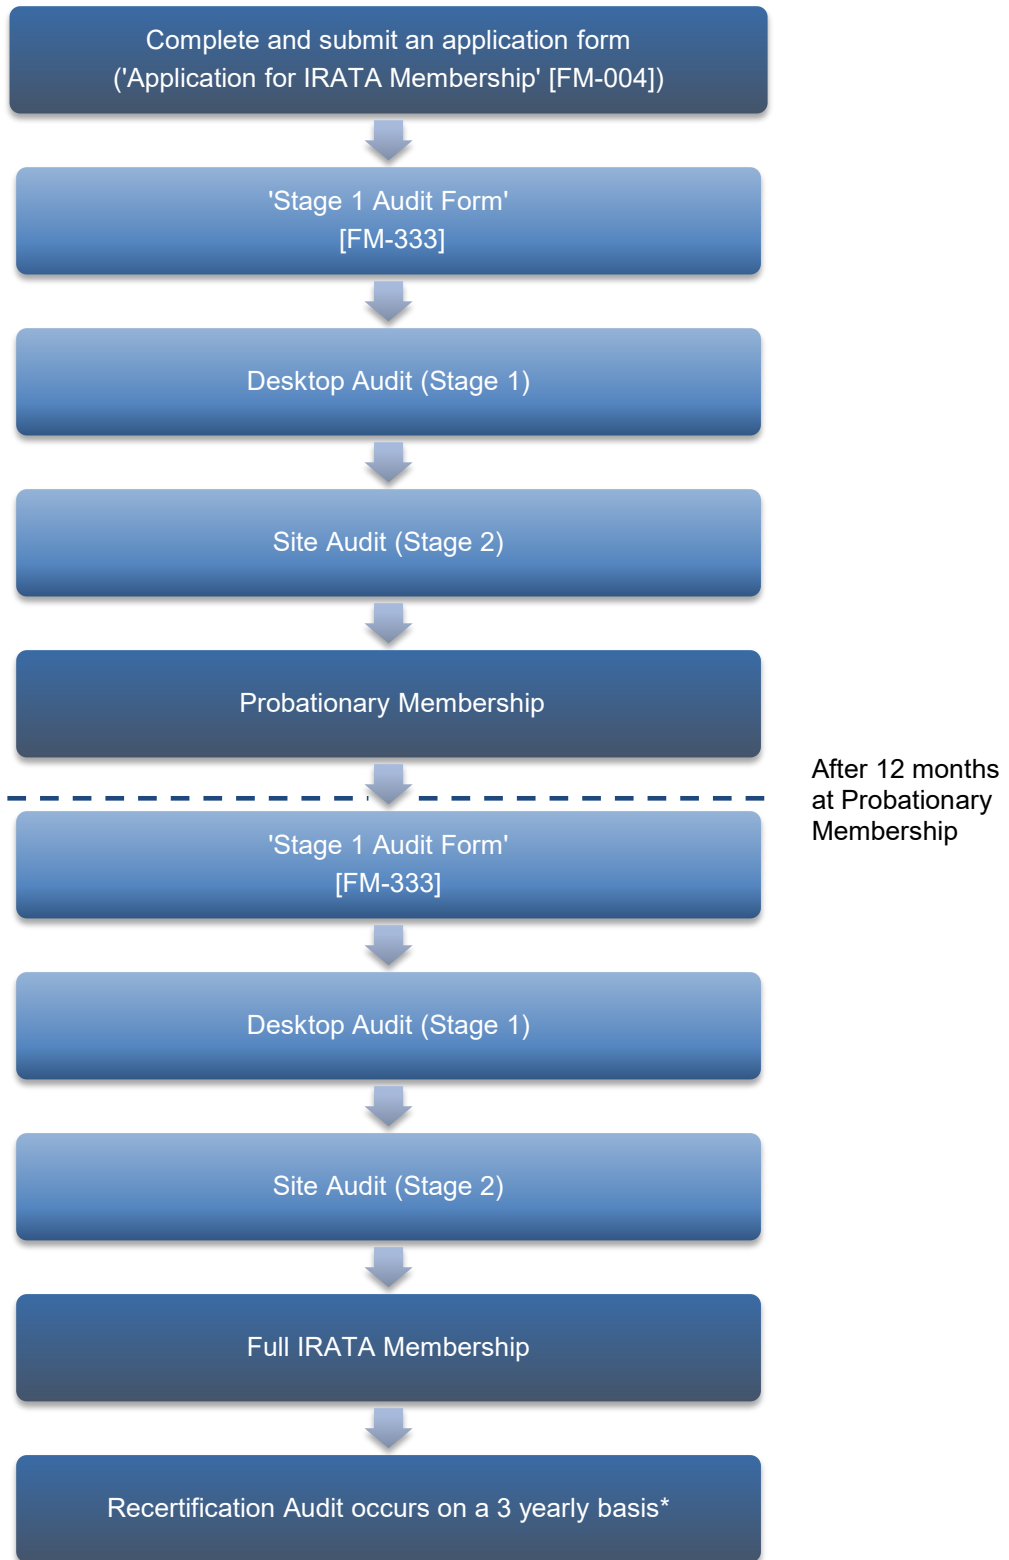 Complete and submit an application form
('Application for IRATA Membership' [FM-004])
'Stage 1 Audit Form'
[FM-333]
Desktop Audit (Stage 1)
Site Audit (Stage 2)
Probationary Membership
After 12 months
at Probationary
Membership
'Stage 1 Audit Form'
[FM-333]
Desktop Audit (Stage 1)
Site Audit (Stage 2)
Full IRATA Membership
Recertification Audit occurs on a 3 yearly basis*